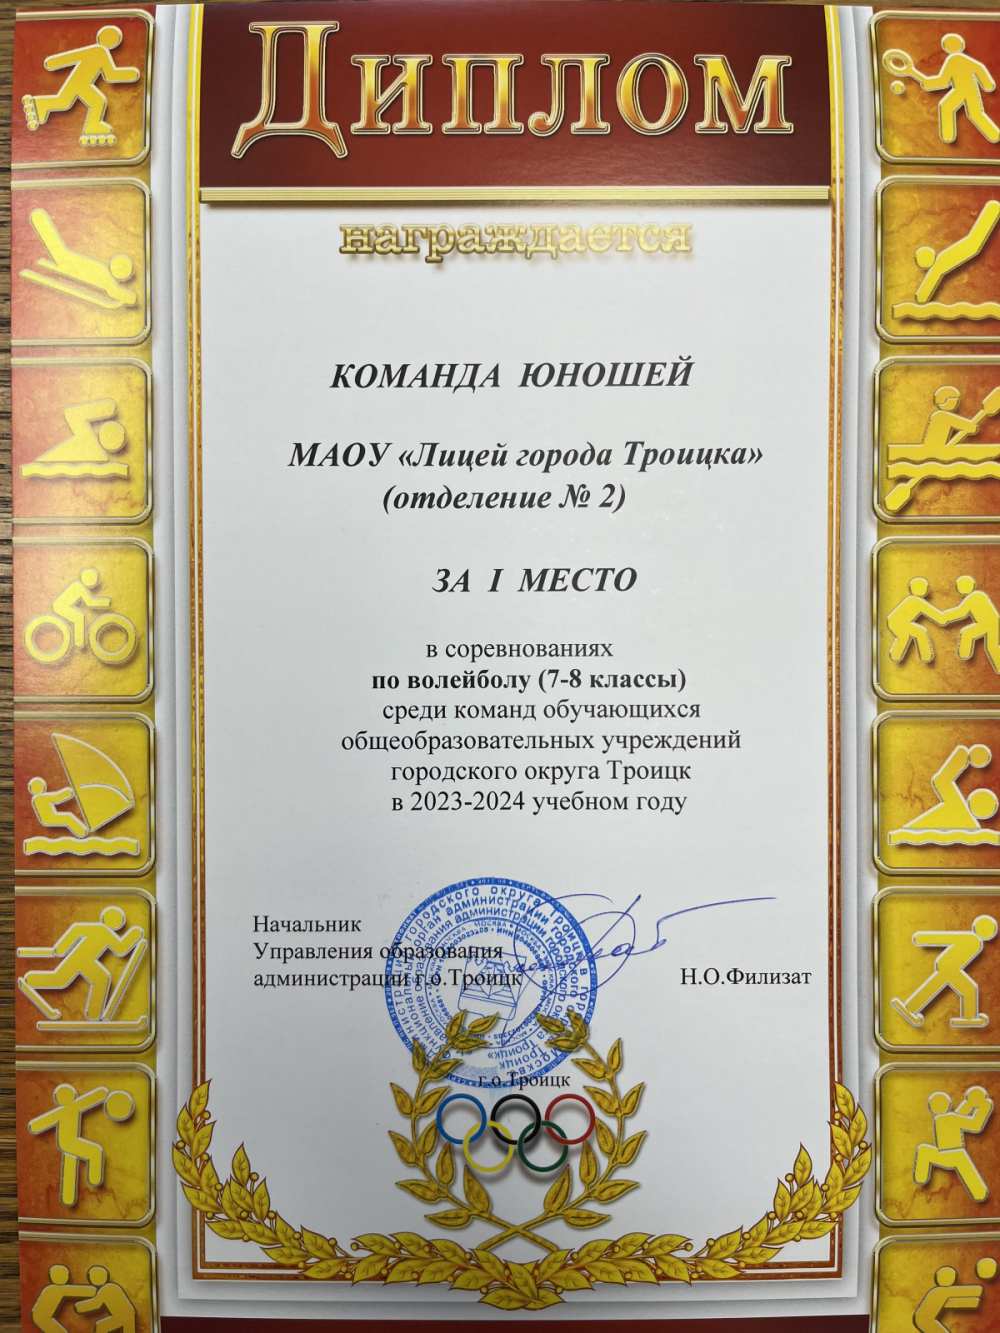 Диплом
награждается
КОМАНДА ЮНОШЕЙ
МАОУ «Лицей города Троицка»
(отделение № 2)
ЗА I МЕСТО
в соревнованиях
по волейболу (7-8 классы)
среди команд обучающихся
общеобразовательных учреждений
городского округа Троицк
в 2023-2024 учебном году
Начальник
Управления образования
администрации г.о.Троицк
Н.О.Филизат
г.о.Троицк